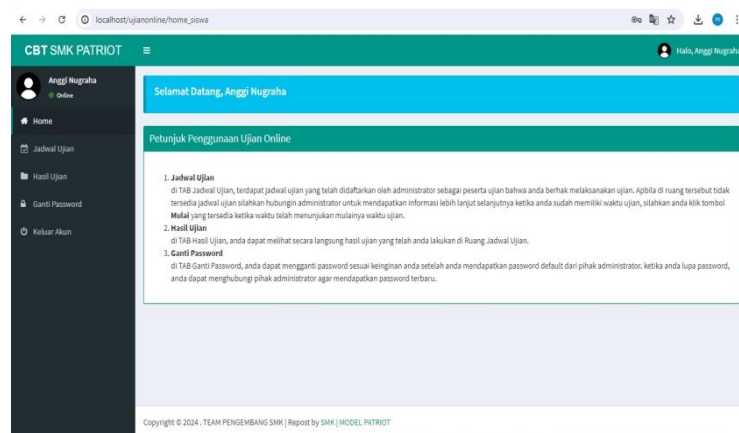 localhost/ujianonline/home_siswa
CBT SMK PATRIOT
Halo, Anggi Nugraha
Anggi Nugraha
Online
Selamat Datang, Anggi Nugraha
Home
Jadwal Ujian
Hasil Ujian
Ganti Password
Keluar Akun
Petunjuk Penggunaan Ujian Online
1. Jadwal Ujian
di TAB Jadwal Ujian, terdapat jadwal ujian yang telah didaftarkan oleh administrator sebagai peserta ujian bahwa anda berhak melaksanakan ujian. Apbila di ruang tersebut tidak
tersedia jadwal ujian silahkan hubungin administrator untuk mendapatkan informasi lebih lanjut selanjutnya ketika anda sudah memiliki waktu ujian, silahkan anda klik tombol
Mulai yang tersedia ketika waktu telah menunjukan mulainya waktu ujian.
2. Hasil Ujian
di TAB Hasil Ujian, anda dapat melihat secara langsung hasil ujian yang telah anda lakukan di Ruang Jadwal Ujian.
3. Ganti Password
di TAB Ganti Password, anda dapat mengganti password sesuai keinginan anda setelah anda mendapatkan password default dari pihak administrator. ketika anda lupa password,
anda dapat menghubungi pihak administrator agar mendapatkan password terbaru.
Copyright © 2024 . TEAM PENGEMBANG SMK | Repost by SMK | MODEL PATRIOT